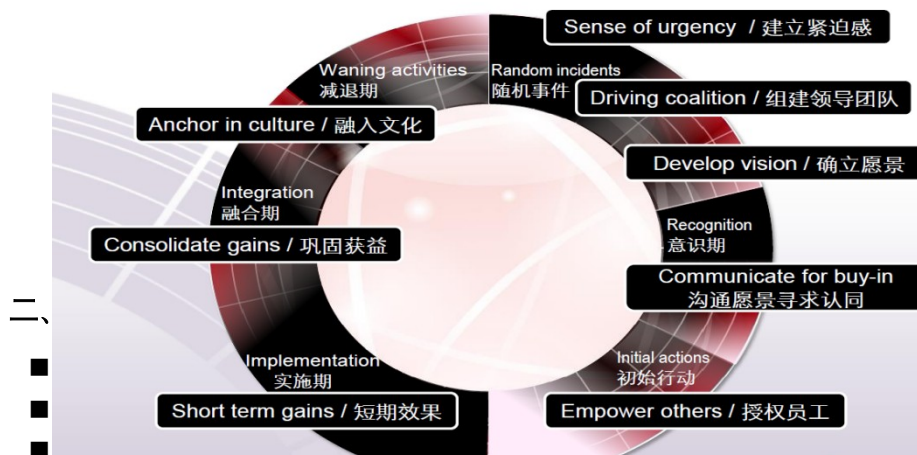 Sense of urgency / 建立紧迫感
Waning activities
减退期
Random incidents
随机事件
Driving coalition / 组建领导团队
Anchor in culture / 融入文化
Develop vision / 确立愿景
Integration
融合期
Recognition
意识期
Consolidate gains / 巩固获益
Communicate for buy-in
沟通愿景寻求认同
二、
Implementation
实施期
Initial actions
初始行动
Short term gains / 短期效果
Empower others / 授权员工